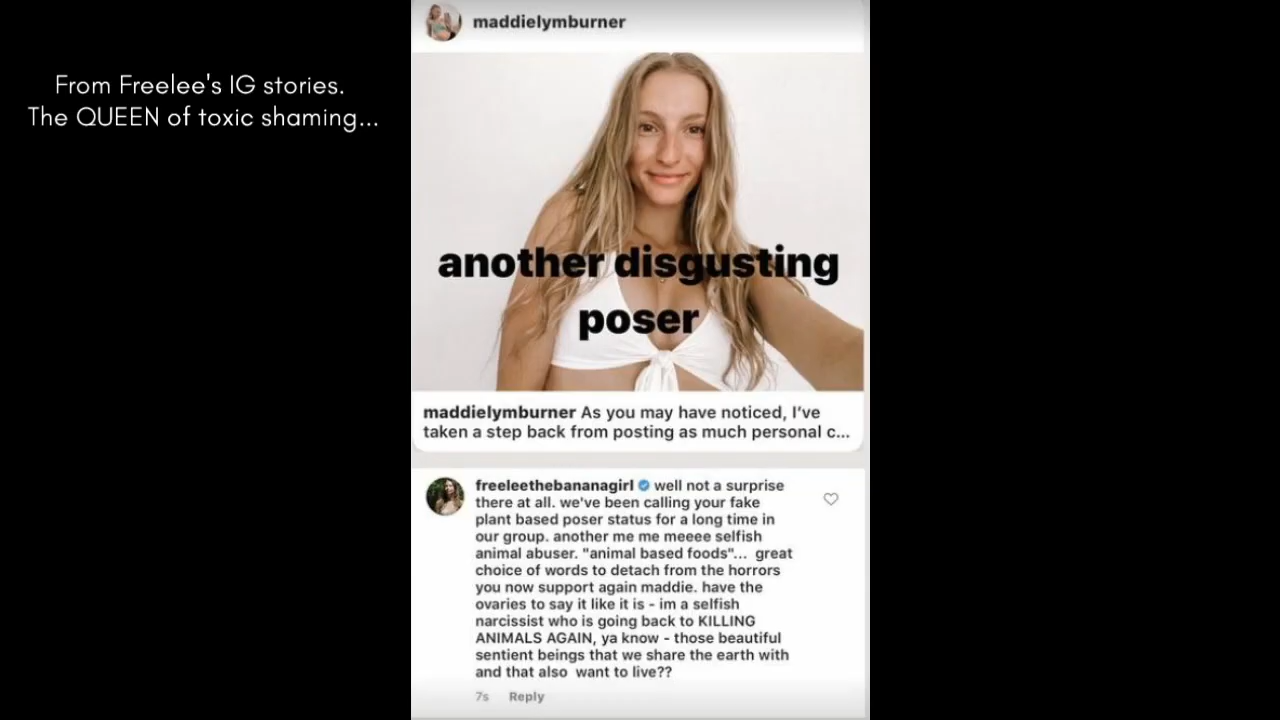 From Freelee's IG stories.
The QUEEN of toxic shaming...
maddielymburner
another disgusting
poser
maddielymburner As you may have noticed, I've
taken a step back from posting as much personal c...
freeleethebananagirl well not a surprise
there at all. we've been calling your fake
plant based poser status for a long time in
our group. another me me meeee selfish
animal abuser. "animal based foods"... great
choice of words to detach from the horrors
you now support again maddie. have the
ovaries to say it like it is - im a selfish
narcissist who is going back to KILLING
ANIMALS AGAIN, ya know - those beautiful
sentient beings that we share the earth with
and that also want to live??
7s Reply